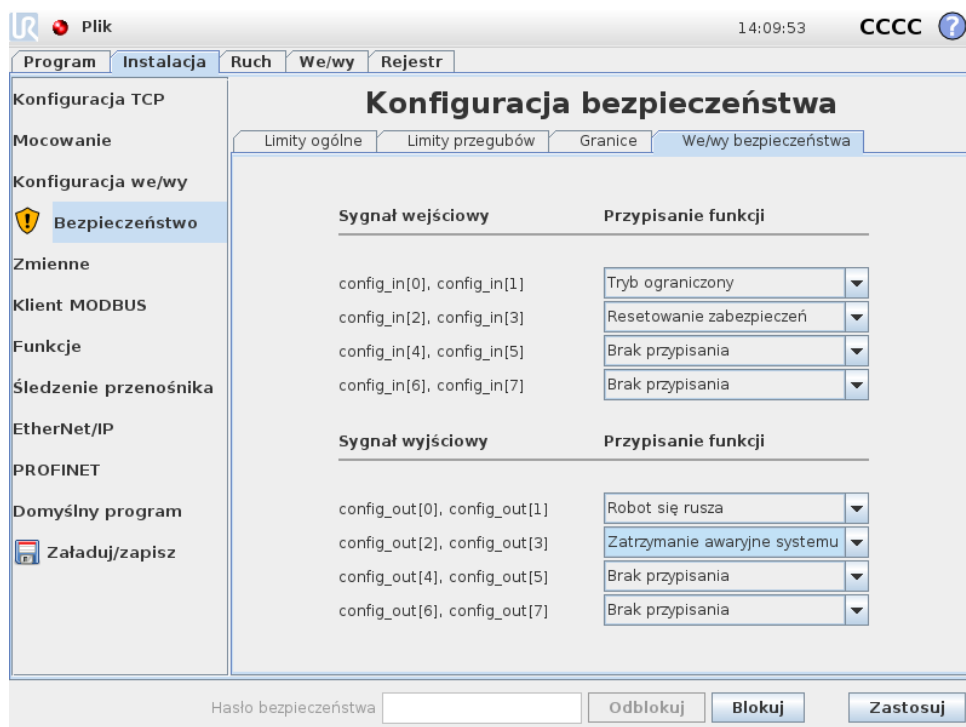 Plik 14:09:53 CCCC ?
Program Instalacja Ruch We/wy Rejestr
Konfiguracja TCP
Mocowanie
Konfiguracja we/wy
Bezpieczeństwo
Zmienne
Klient MODBUS
Funkcje
Śledzenie przenośnika
EtherNet/IP
PROFINET
Domyślny program
Załaduj/zapisz
Konfiguracja bezpieczeństwa
Limity ogólne Limity przegubów Granice We/wy bezpieczeństwa
Sygnał wejściowy Przypisanie funkcji
config_in[0], config_in[1] Tryb ograniczony
config_in[2], config_in[3] Resetowanie zabezpieczeń
config_in[4], config_in[5] Brak przypisania
config_in[6], config_in[7] Brak przypisania
Sygnał wyjściowy Przypisanie funkcji
config_out[0], config_out[1] Robot się rusza
config_out[2], config_out[3] Zatrzymanie awaryjne systemu
config_out[4], config_out[5] Brak przypisania
config_out[6], config_out[7] Brak przypisania
Hasło bezpieczeństwa Odblokuj Blokuj Zastosuj